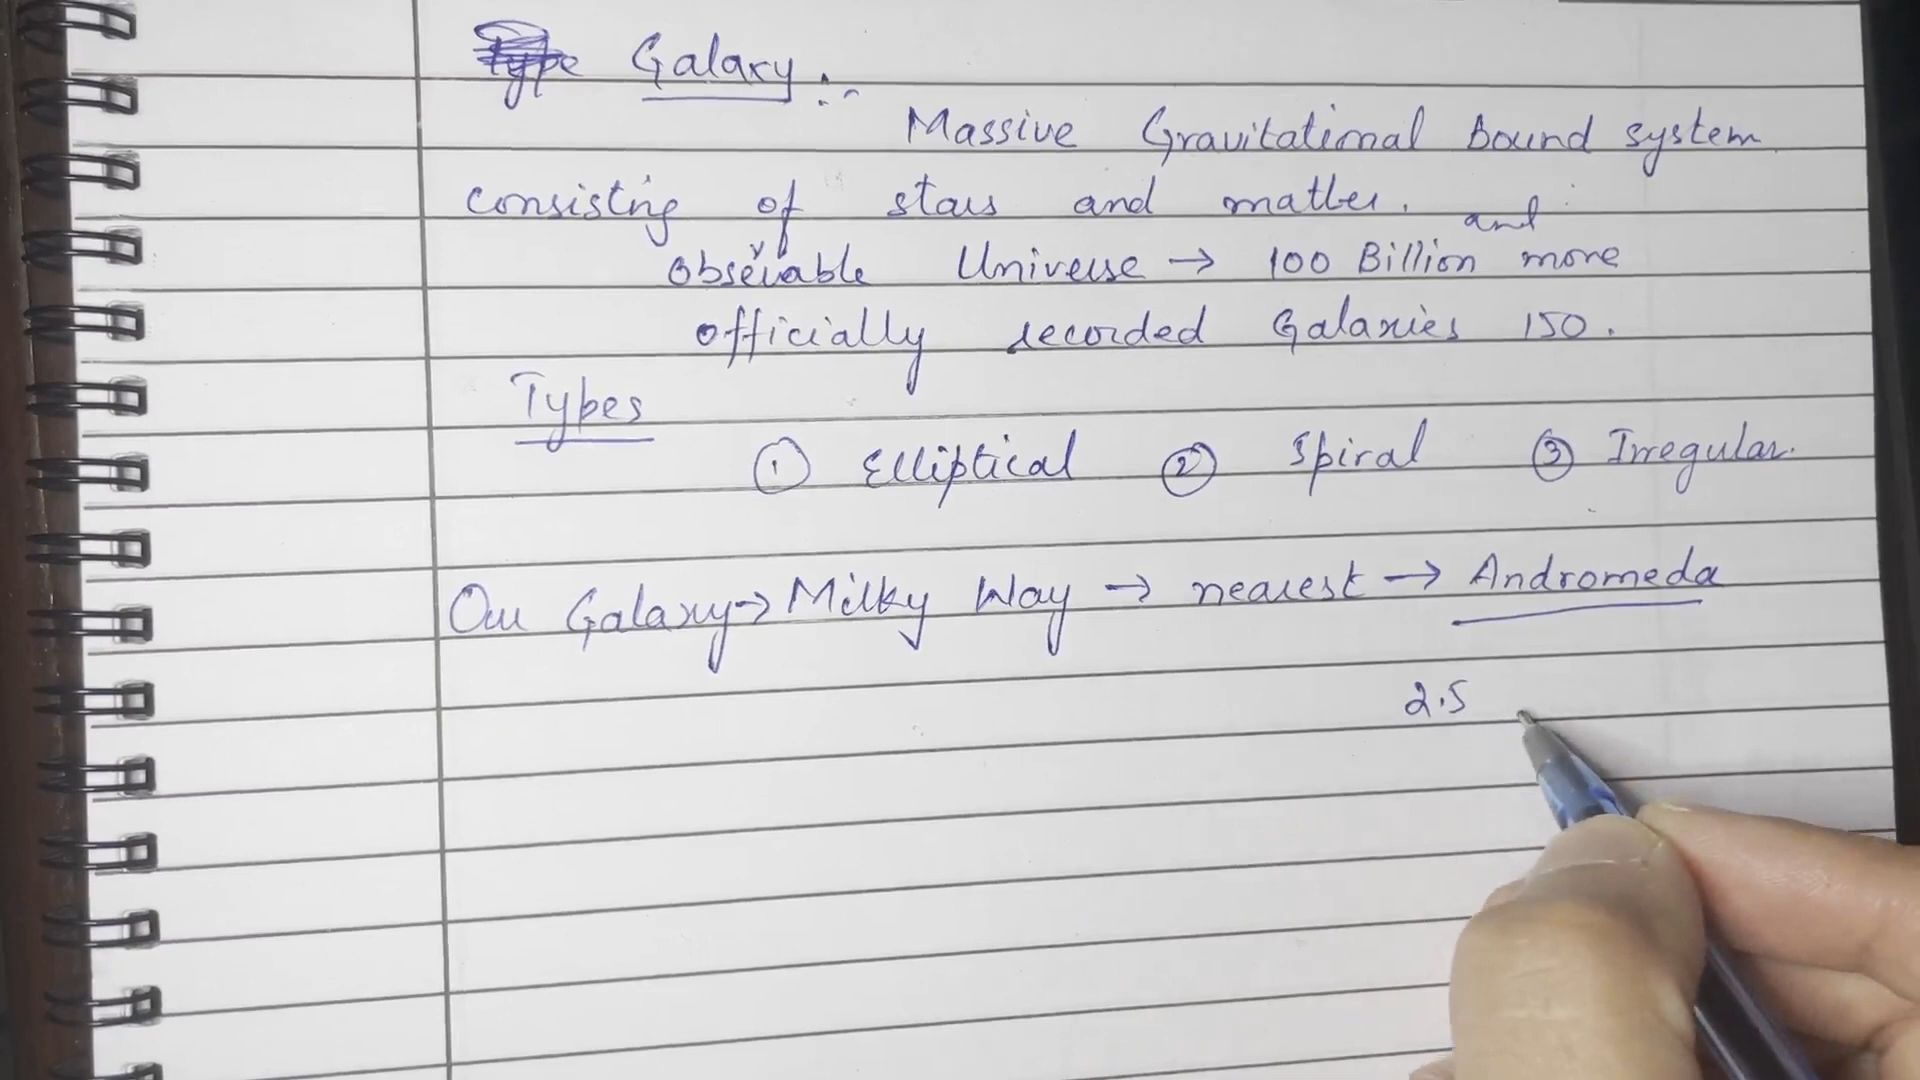 Galaxy :-
Massive Gravitational bound system
consisting of stars and matter.
Observable Universe → 100 Billion and more
officially recorded Galaxies 150.
Types
① Elliptical ② Spiral ③ Irregular.
Our Galaxy → Milky Way → nearest → Andromeda
2.5